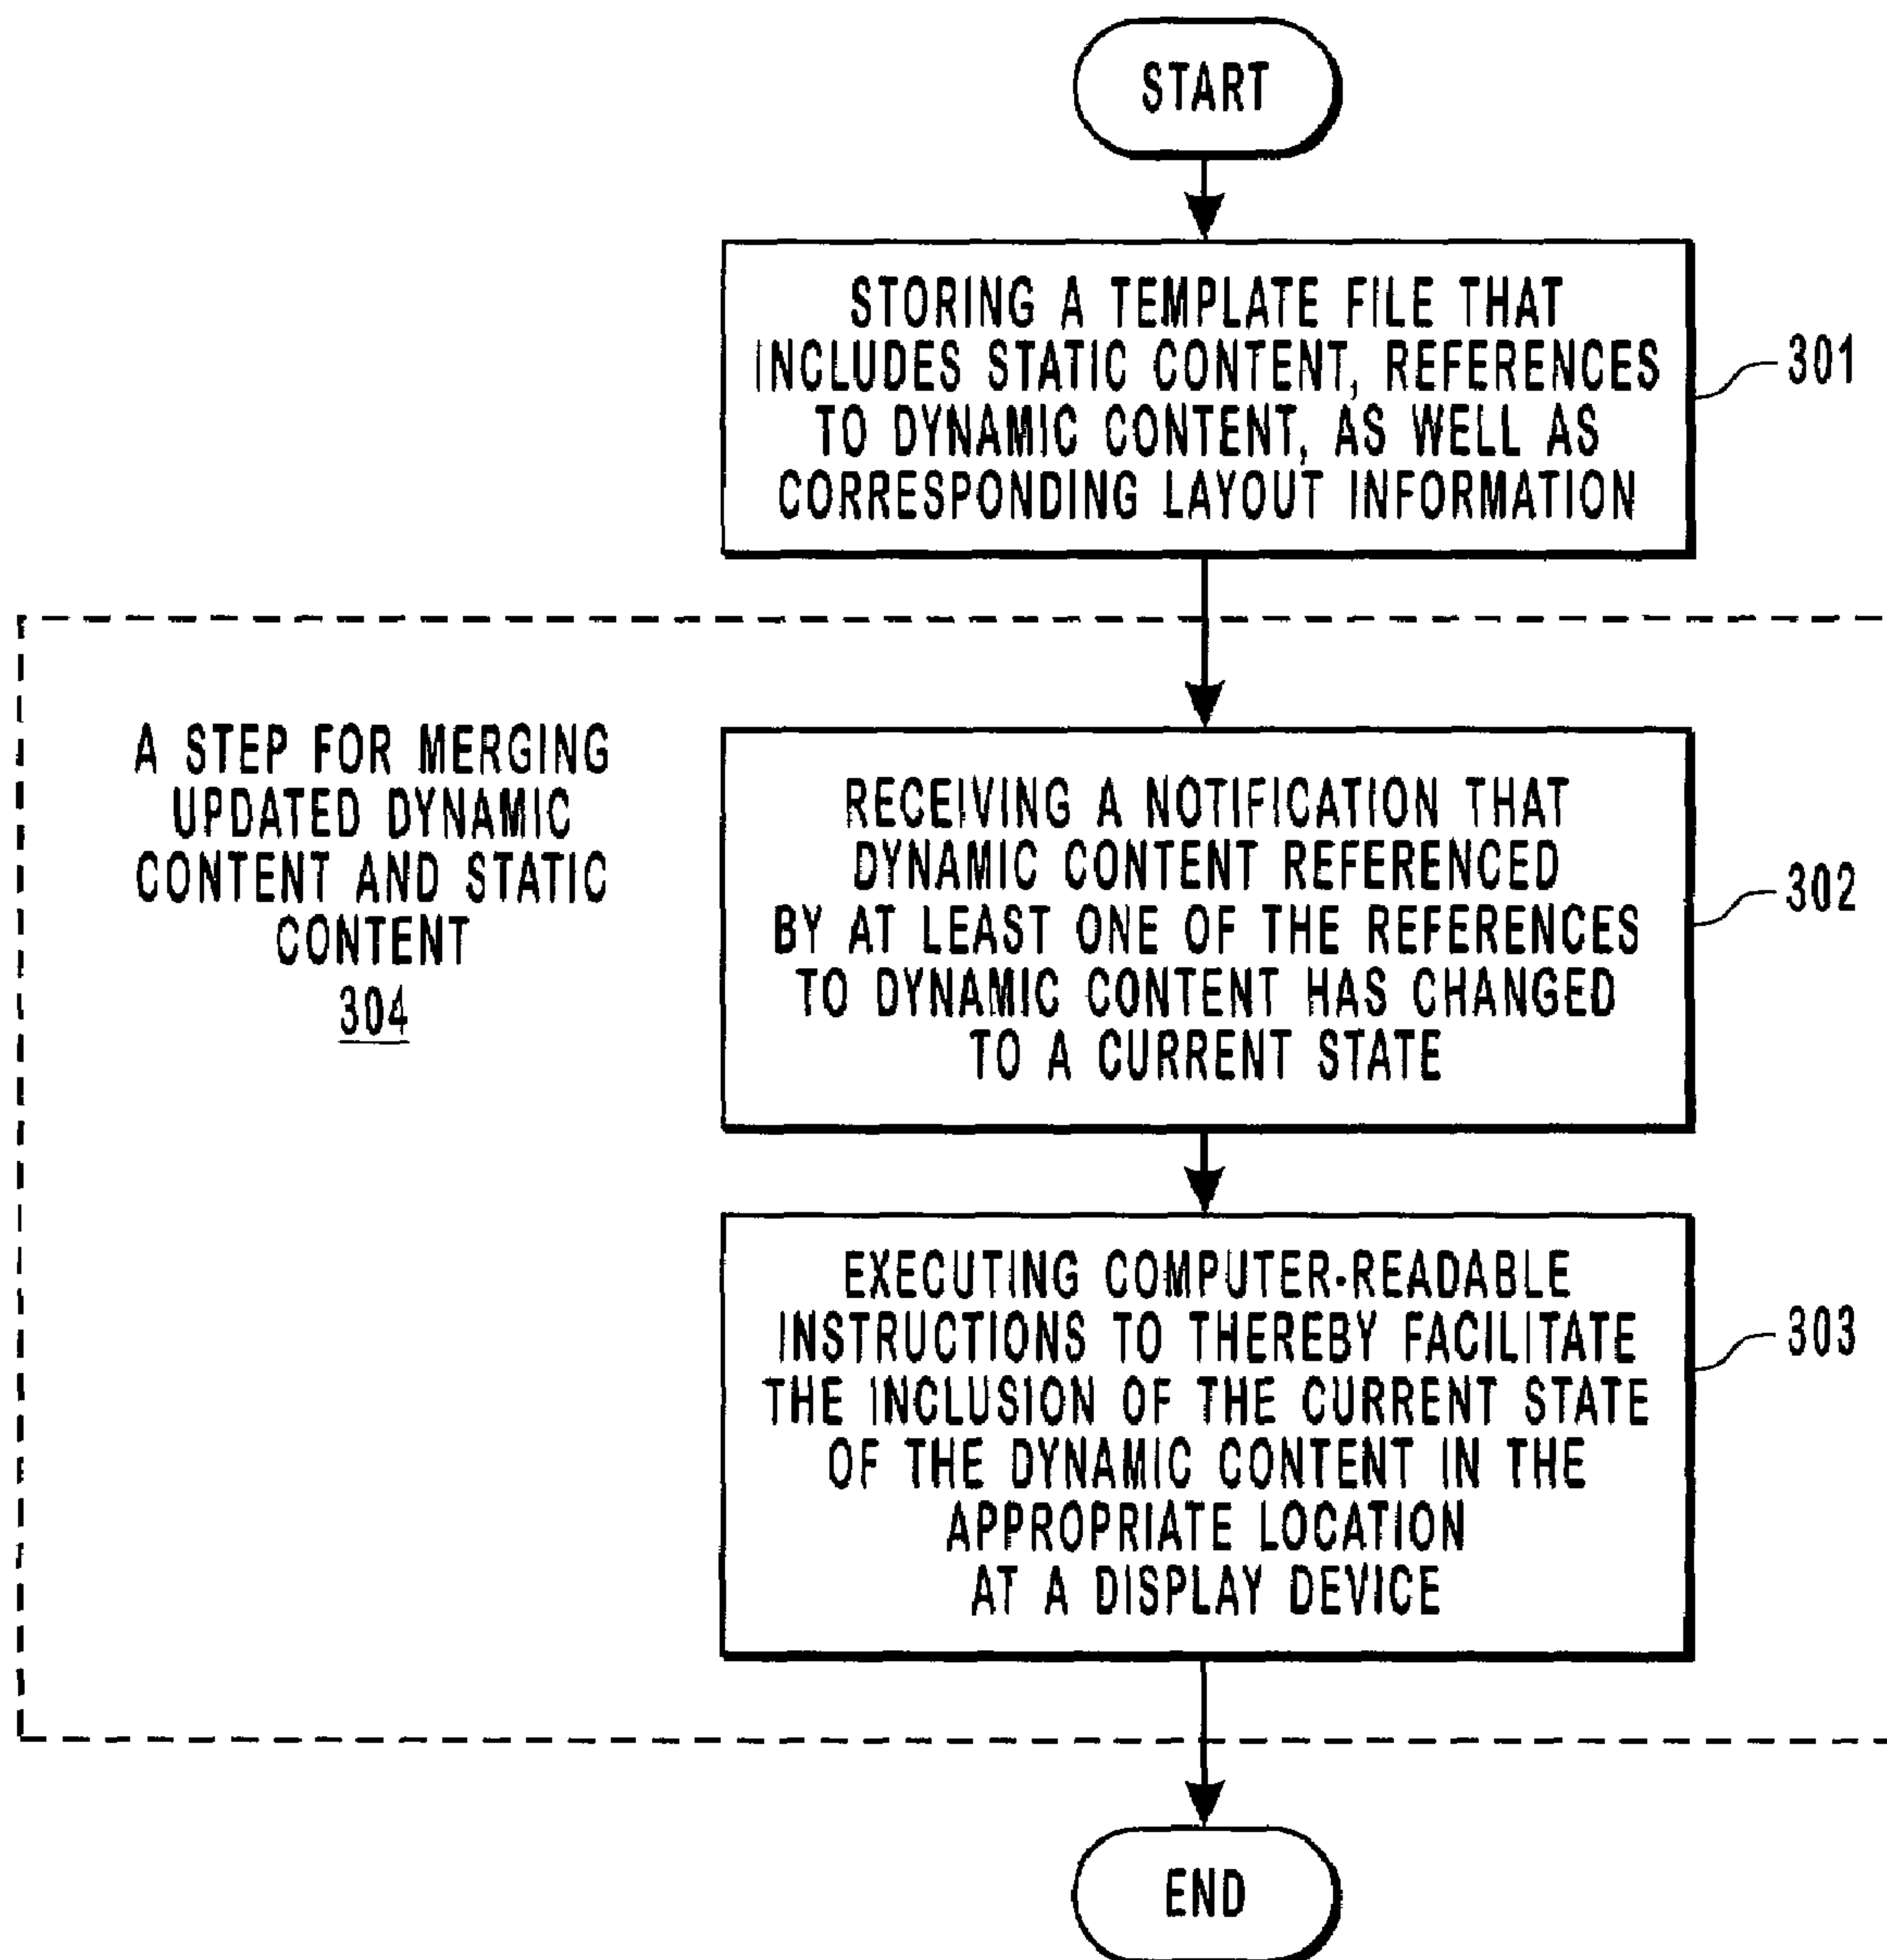 START
STORING A TEMPLATE FILE THAT
INCLUDES STATIC CONTENT, REFERENCES
TO DYNAMIC CONTENT, AS WELL AS
CORRESPONDING LAYOUT INFORMATION
301
A STEP FOR MERGING
UPDATED DYNAMIC
CONTENT AND STATIC
CONTENT
304
RECEIVING A NOTIFICATION THAT
DYNAMIC CONTENT REFERENCED
BY AT LEAST ONE OF THE REFERENCES
TO DYNAMIC CONTENT HAS CHANGED
TO A CURRENT STATE
302
EXECUTING COMPUTER-READABLE
INSTRUCTIONS TO THEREBY FACILITATE
THE INCLUSION OF THE CURRENT STATE
OF THE DYNAMIC CONTENT IN THE
APPROPRIATE LOCATION
AT A DISPLAY DEVICE
303
END